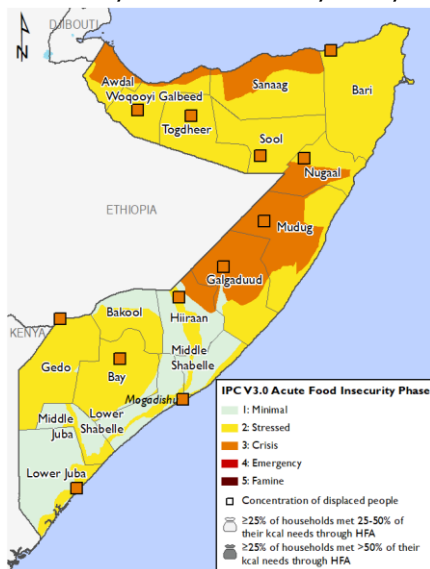 DJIBOUTI
N
Awdal
Woqooyi Galbeed
Togdheer
Sanaag
Bari
Sool
Nugaal
ETHIOPIA
Mudug
Galgaduud
Bakool
Hiiraan
KENYA
Gedo
Bay
Middle
Shabelle
Mogadishu
Lower
Shabelle
Middle
Juba
Lower Juba
IPC V3.0 Acute Food Insecurity Phase
1: Minimal
2: Stressed
3: Crisis
4: Emergency
5: Famine
Concentration of displaced people
≥25% of households met 25-50% of
their kcal needs through HFA
≥25% of households met >50% of their
kcal needs through HFA